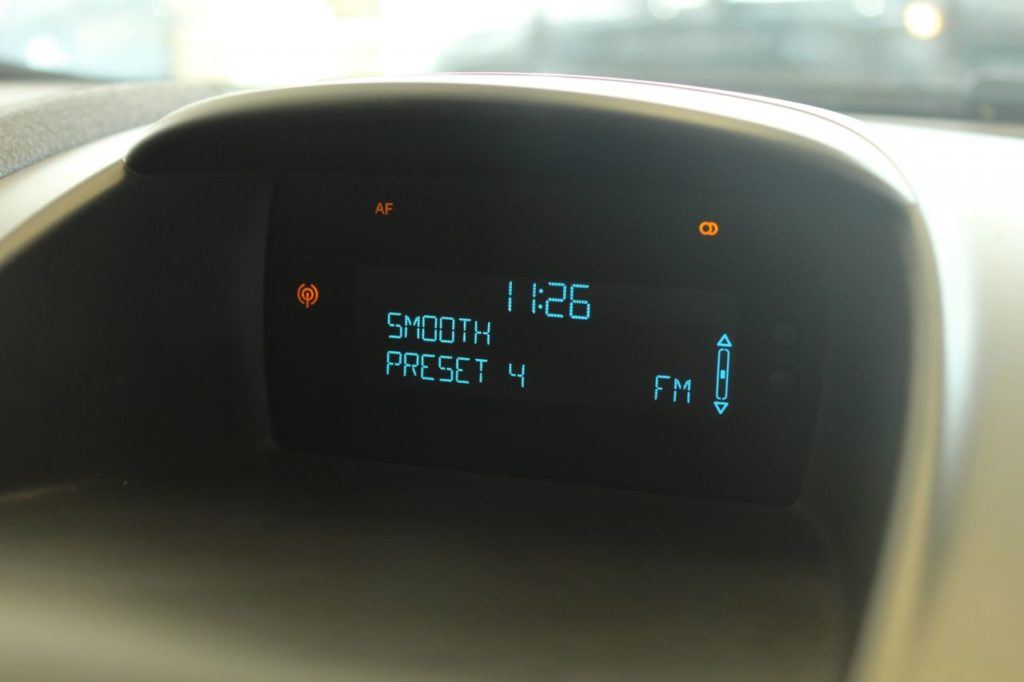 AF
11:26
SMOOTH
PRESET 4
FM